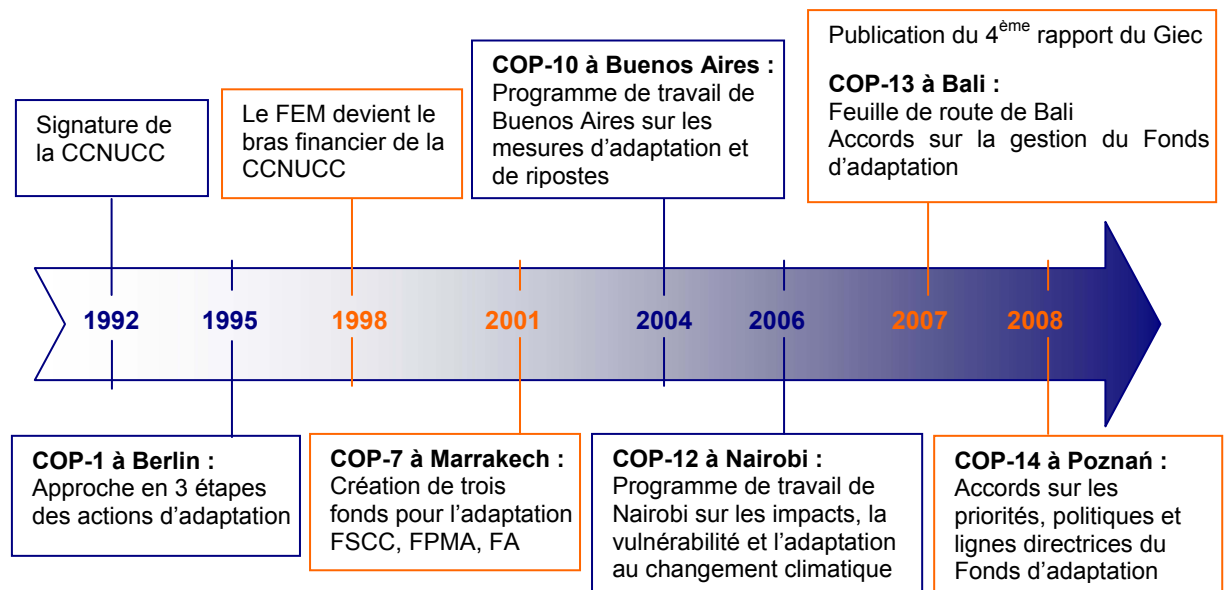 Signature de
la CCNUCC
Le FEM devient le
bras financier de la
CCNUCC
COP-10 à Buenos Aires :
Programme de travail de
Buenos Aires sur les
mesures d’adaptation et
de ripostes
Publication du 4ème rapport du Giec
COP-13 à Bali :
Feuille de route de Bali
Accords sur la gestion du Fonds
d’adaptation
1992
1995
1998
2001
2004
2006
2007
2008
COP-1 à Berlin :
Approche en 3 étapes
des actions d’adaptation
COP-7 à Marrakech :
Création de trois
fonds pour l’adaptation
FSCC, FPMA, FA
COP-12 à Nairobi :
Programme de travail de
Nairobi sur les impacts, la
vulnérabilité et l’adaptation
au changement climatique
COP-14 à Poznań :
Accords sur les
priorités, politiques et
lignes directrices du
Fonds d’adaptation